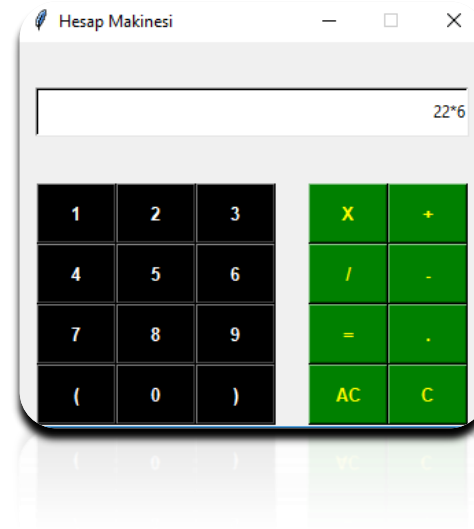 Hesap Makinesi
22*6
1 2 3 X +
4 5 6 / -
7 8 9 = .
( 0 ) AC C